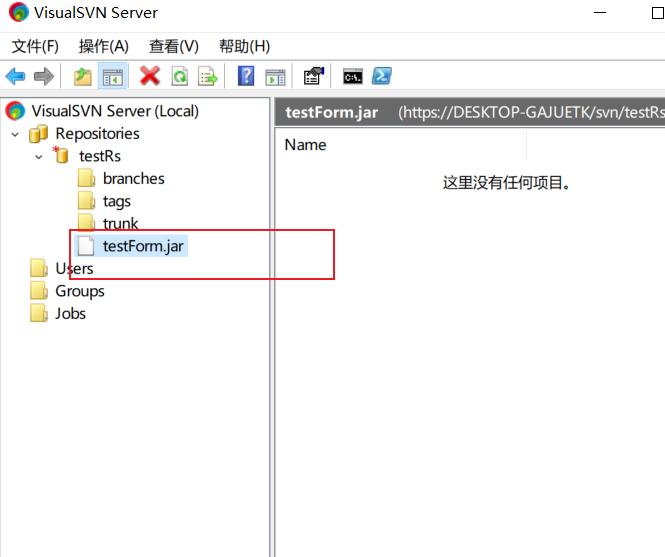 VisualSVN Server
文件(F) 操作(A) 查看(V) 帮助(H)
VisualSVN Server (Local)
Repositories
testRs
branches
tags
trunk
testForm.jar
Users
Groups
Jobs
testForm.jar (https://DESKTOP-GAJUETK/svn/testRs
Name
这里没有任何项目。